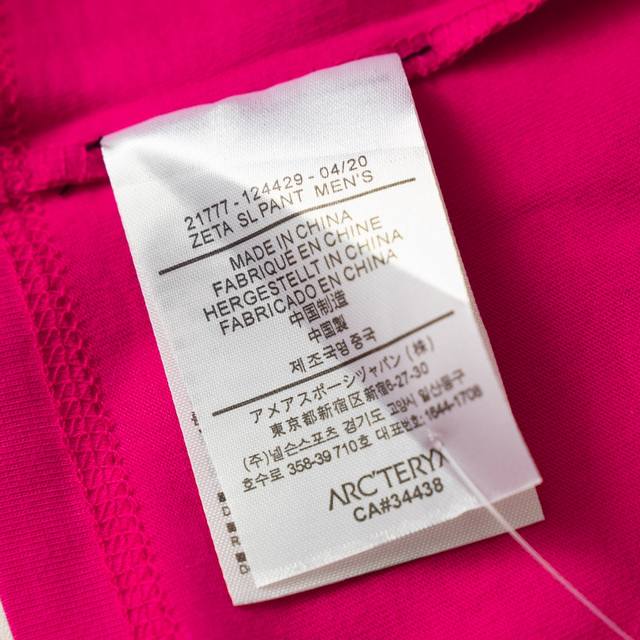 21777 - 124429 - 04/20
ZETA SL PANT MEN'S
MADE IN CHINA
FABRIQUE EN CHINE
HERGESTELLT IN CHINA
FABRICADO EN CHINA
中国制造
中國製
제조국명 중국
アメアスポーツジャパン (株)
東京都新宿区新宿6-27-30
(주)넬슨스포츠 경기도 고양시 일산동구
호수로 358-39 710호 대표번호: 1644-1708
ARC'TERYX
CA#34438